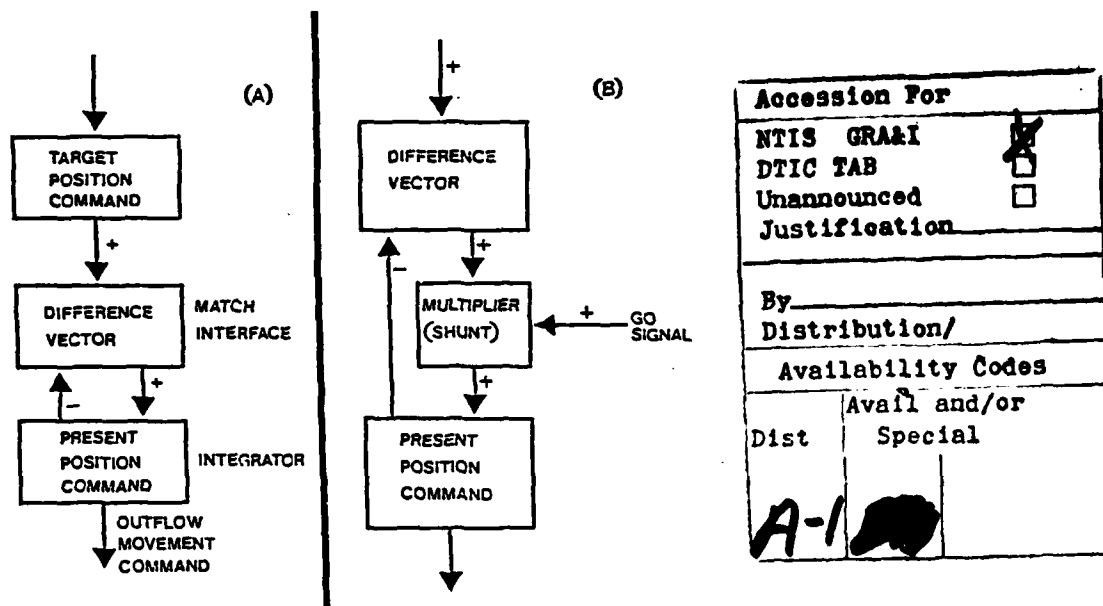 (A)
TARGET
POSITION
COMMAND
+
DIFFERENCE
VECTOR
MATCH
INTERFACE
-
+
PRESENT
POSITION
COMMAND
INTEGRATOR
OUTFLOW
MOVEMENT
COMMAND
(B)
+
DIFFERENCE
VECTOR
+
-
MULTIPLIER
(SHUNT)
+
GO
SIGNAL
+
PRESENT
POSITION
COMMAND
Accession For
NTIS GRA&I
DTIC TAB
Unannounced
Justification
By
Distribution/
Availability Codes
Avail and/or
Dist Special
A-1